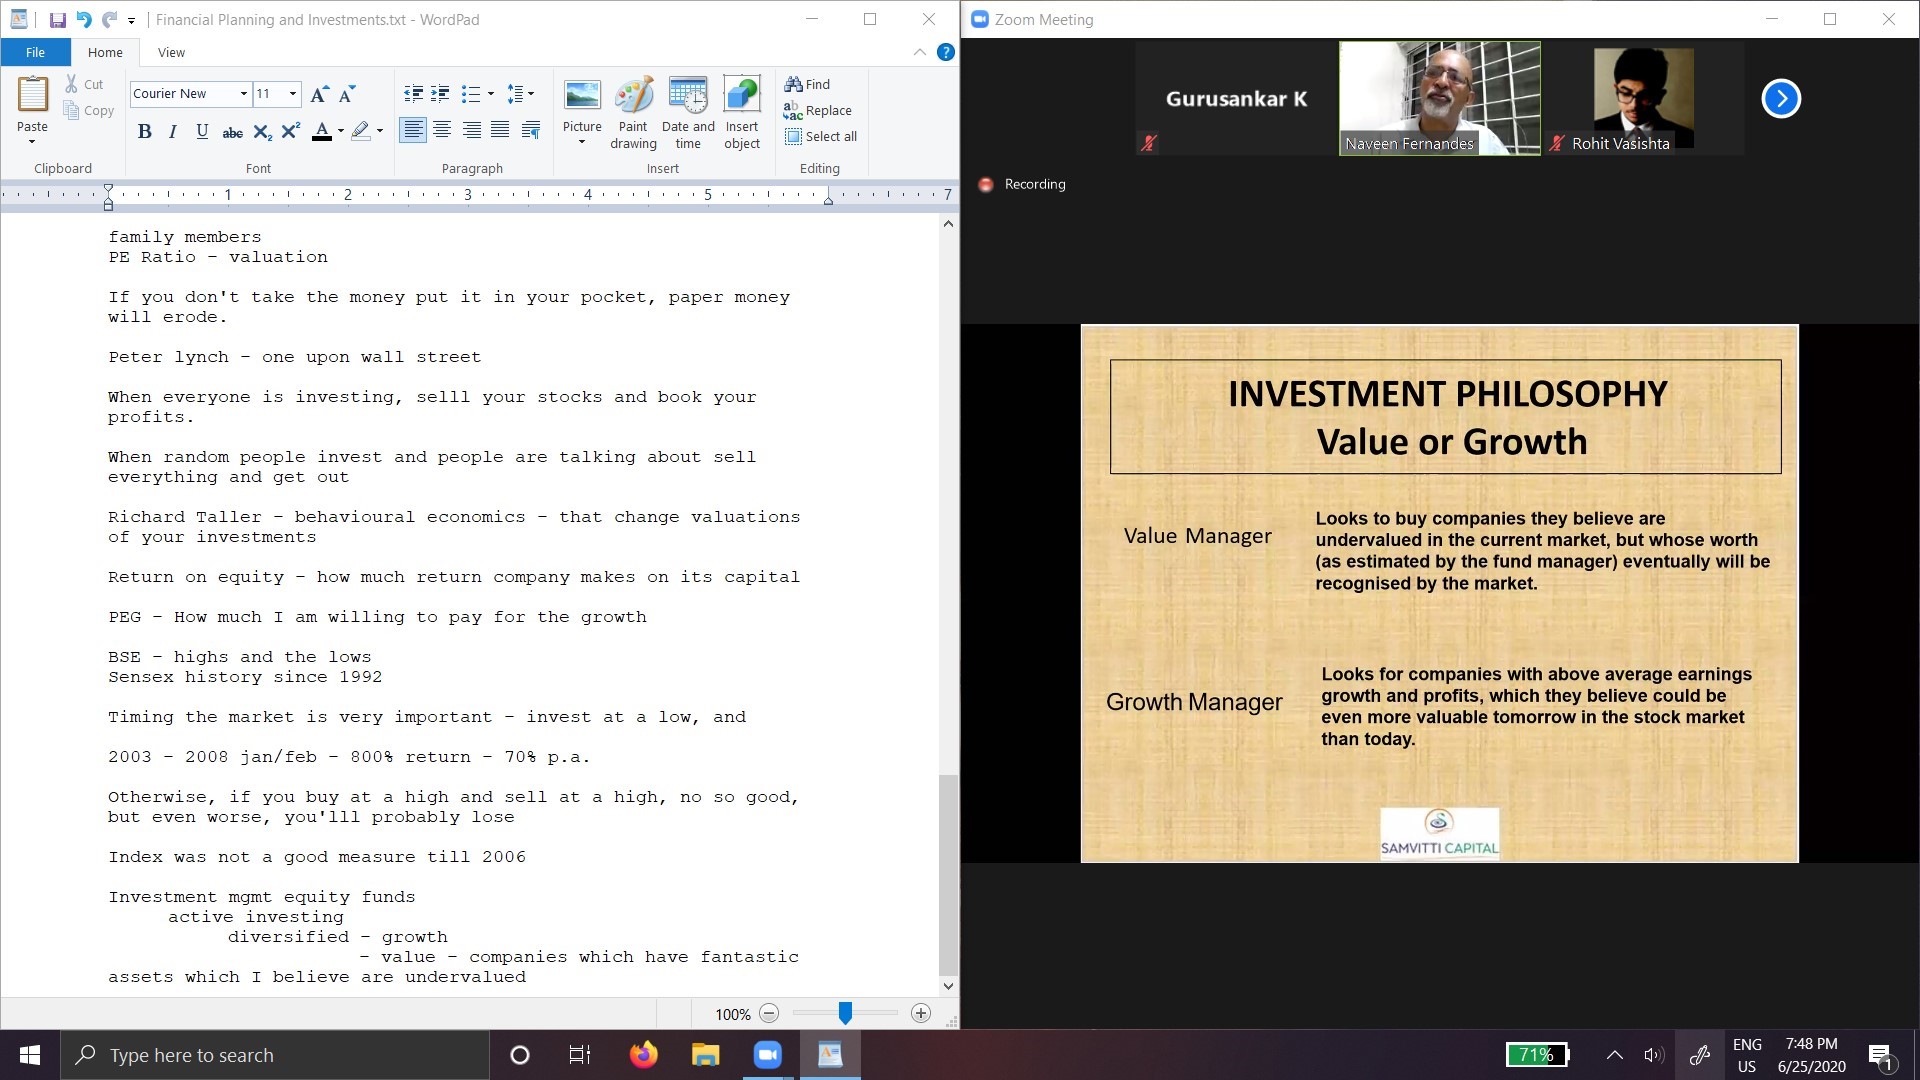 Financial Planning and Investments.txt - WordPad
File
Home
View
Paste
Cut
Copy
Clipboard
Courier New
11
B I U abc X₂ X²
A
Font
Paragraph
Picture
Paint drawing
Date and time
Insert object
Insert
Find
Replace
Select all
Editing
1 2 3 4 5 7
family members
PE Ratio - valuation
If you don't take the money put it in your pocket, paper money
will erode.
Peter lynch - one upon wall street
When everyone is investing, selll your stocks and book your
profits.
When random people invest and people are talking about sell
everything and get out
Richard Taller - behavioural economics - that change valuations
of your investments
Return on equity - how much return company makes on its capital
PEG - How much I am willing to pay for the growth
BSE - highs and the lows
Sensex history since 1992
Timing the market is very important - invest at a low, and
2003 - 2008 jan/feb - 800% return - 70% p.a.
Otherwise, if you buy at a high and sell at a high, no so good,
but even worse, you'lll probably lose
Index was not a good measure till 2006
Investment mgmt equity funds
active investing
diversified - growth
- value - companies which have fantastic
assets which I believe are undervalued
100%
Zoom Meeting
Gurusankar K
Naveen Fernandes
Rohit Vasishta
Recording
INVESTMENT PHILOSOPHY
Value or Growth
Value Manager
Looks to buy companies they believe are
undervalued in the current market, but whose worth
(as estimated by the fund manager) eventually will be
recognised by the market.
Growth Manager
Looks for companies with above average earnings
growth and profits, which they believe could be
even more valuable tomorrow in the stock market
than today.
SAMVITTI CAPITAL
Type here to search
71%
ENG
US
7:48 PM
6/25/2020
1